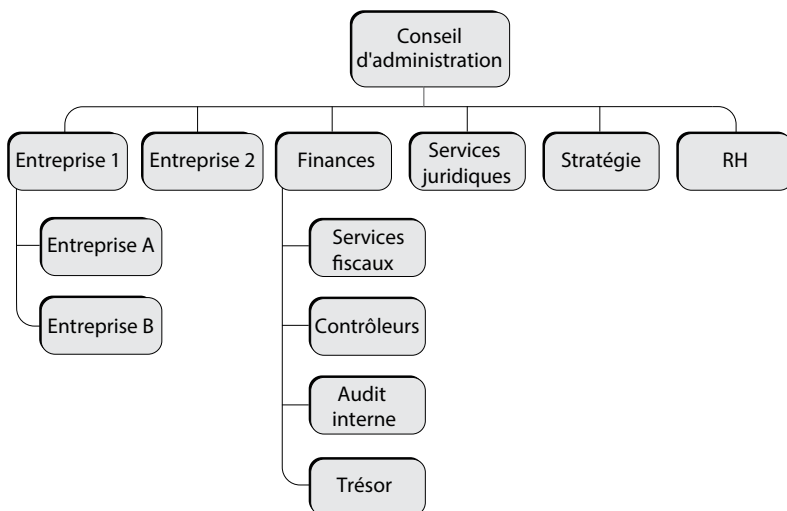 Conseil
d'administration
Entreprise 1
Entreprise 2
Finances
Services
juridiques
Stratégie
RH
Entreprise A
Entreprise B
Services
fiscaux
Contrôleurs
Audit
interne
Trésor